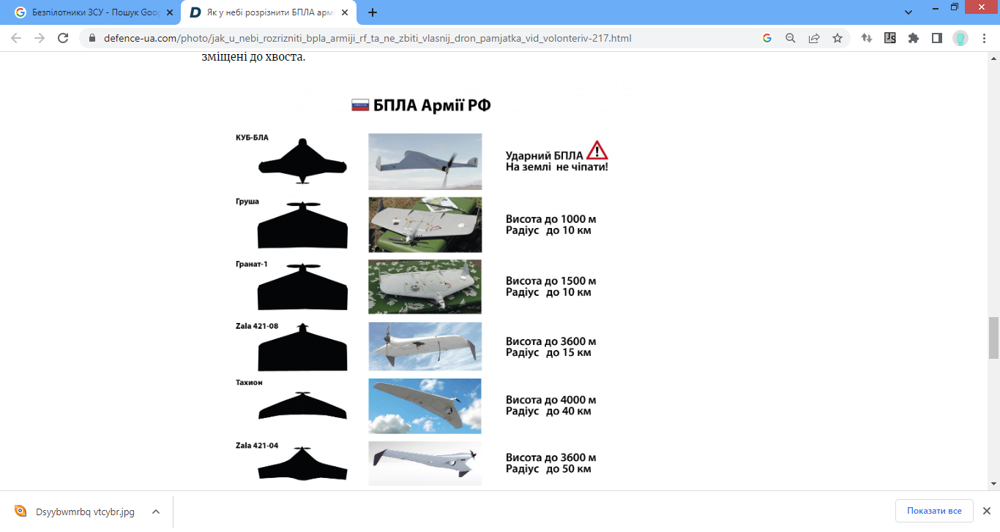 Безпілотники ЗСУ - Пошук Goog
Як у небі розрізнити БПЛА армі
defence-ua.com/photo/jak_u_nebi_rozrizniti_bpla_armiji_rf_ta_ne_zbiti_vlasnij_dron_pamjatka_vid_volonteriv-217.html
зміщені до хвоста.
БПЛА Армії РФ
КУБ-БЛА
Ударний БПЛА
На землі не чіпати!
Груша
Висота до 1000 м
Радіус до 10 км
Гранат-1
Висота до 1500 м
Радіус до 10 км
Zala 421-08
Висота до 3600 м
Радіус до 15 км
Тахион
Висота до 4000 м
Радіус до 40 км
Zala 421-04
Висота до 3600 м
Радіус до 50 км
Dsyybwmrbq vtcybr.jpg
Показати все